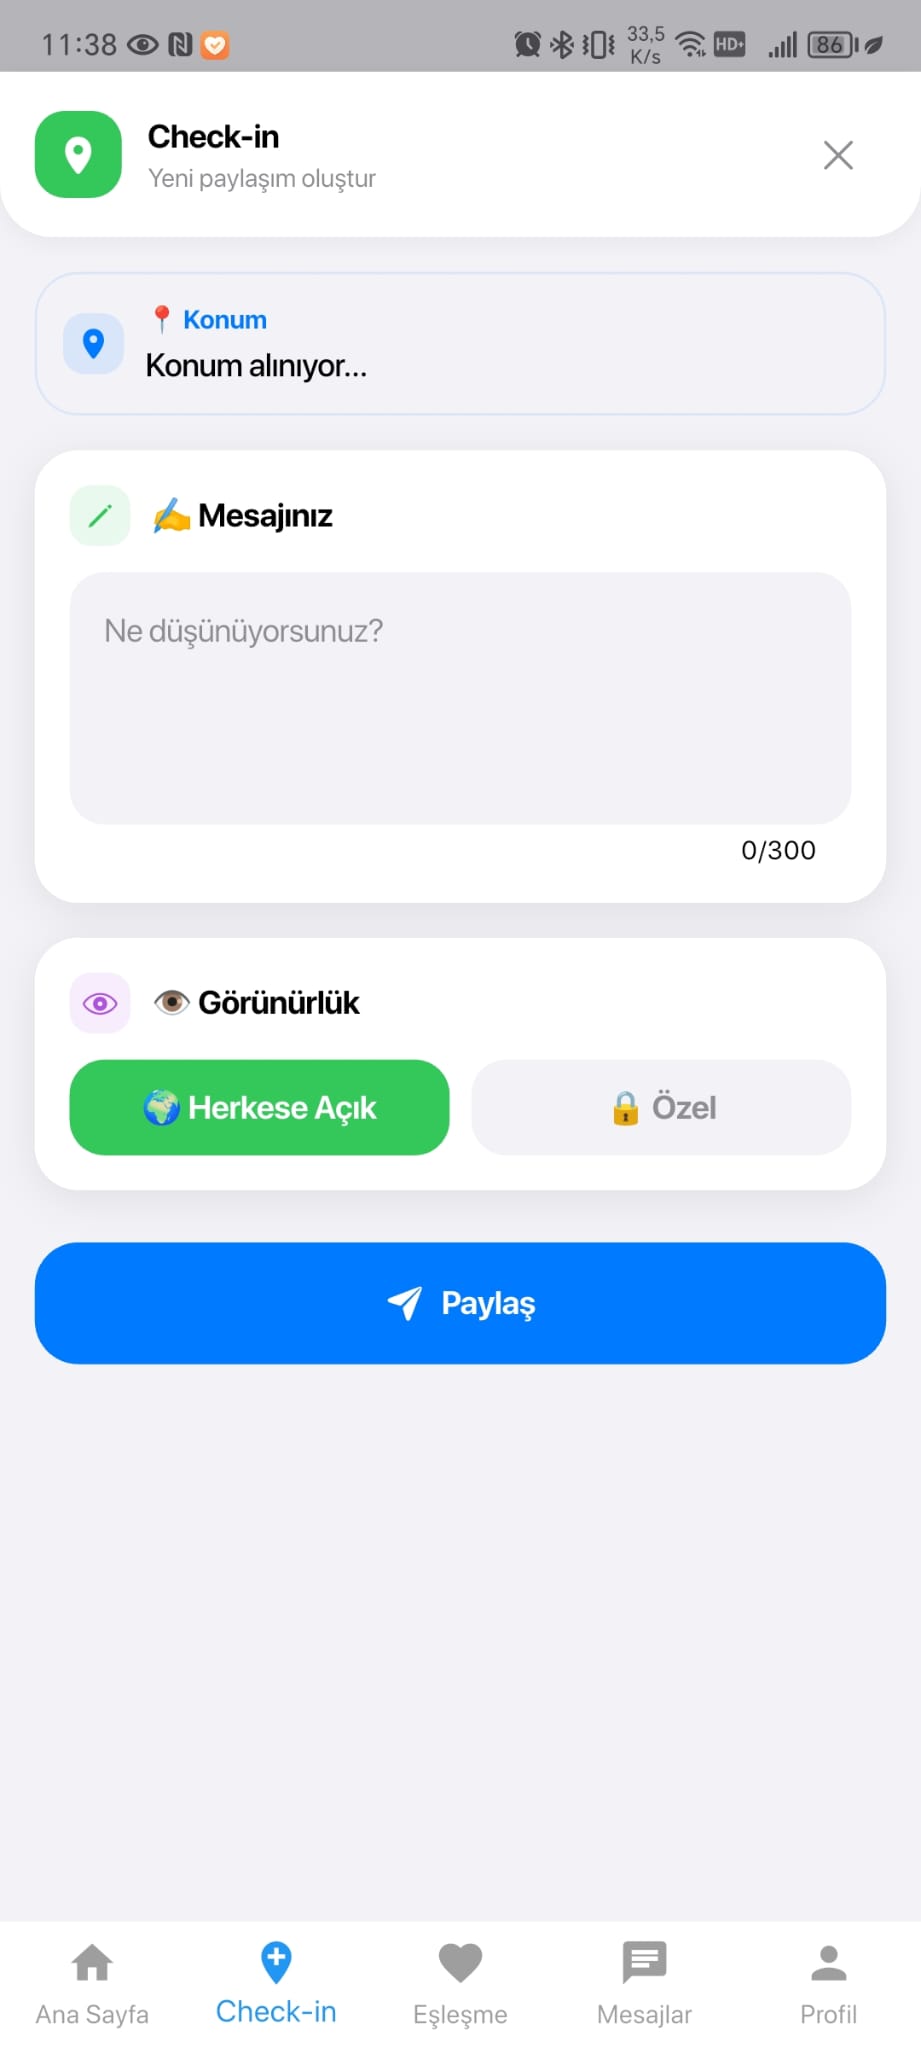 11:38
33,5
K/s
HD+
86
Check-in
Yeni paylaşım oluştur
📍 Konum
Konum alınıyor...
✍️ Mesajınız
Ne düşünüyorsunuz?
0/300
👁️ Görünürlük
🌍 Herkese Açık
🔒 Özel
Paylaş
Ana Sayfa
Check-in
Eşleşme
Mesajlar
Profil